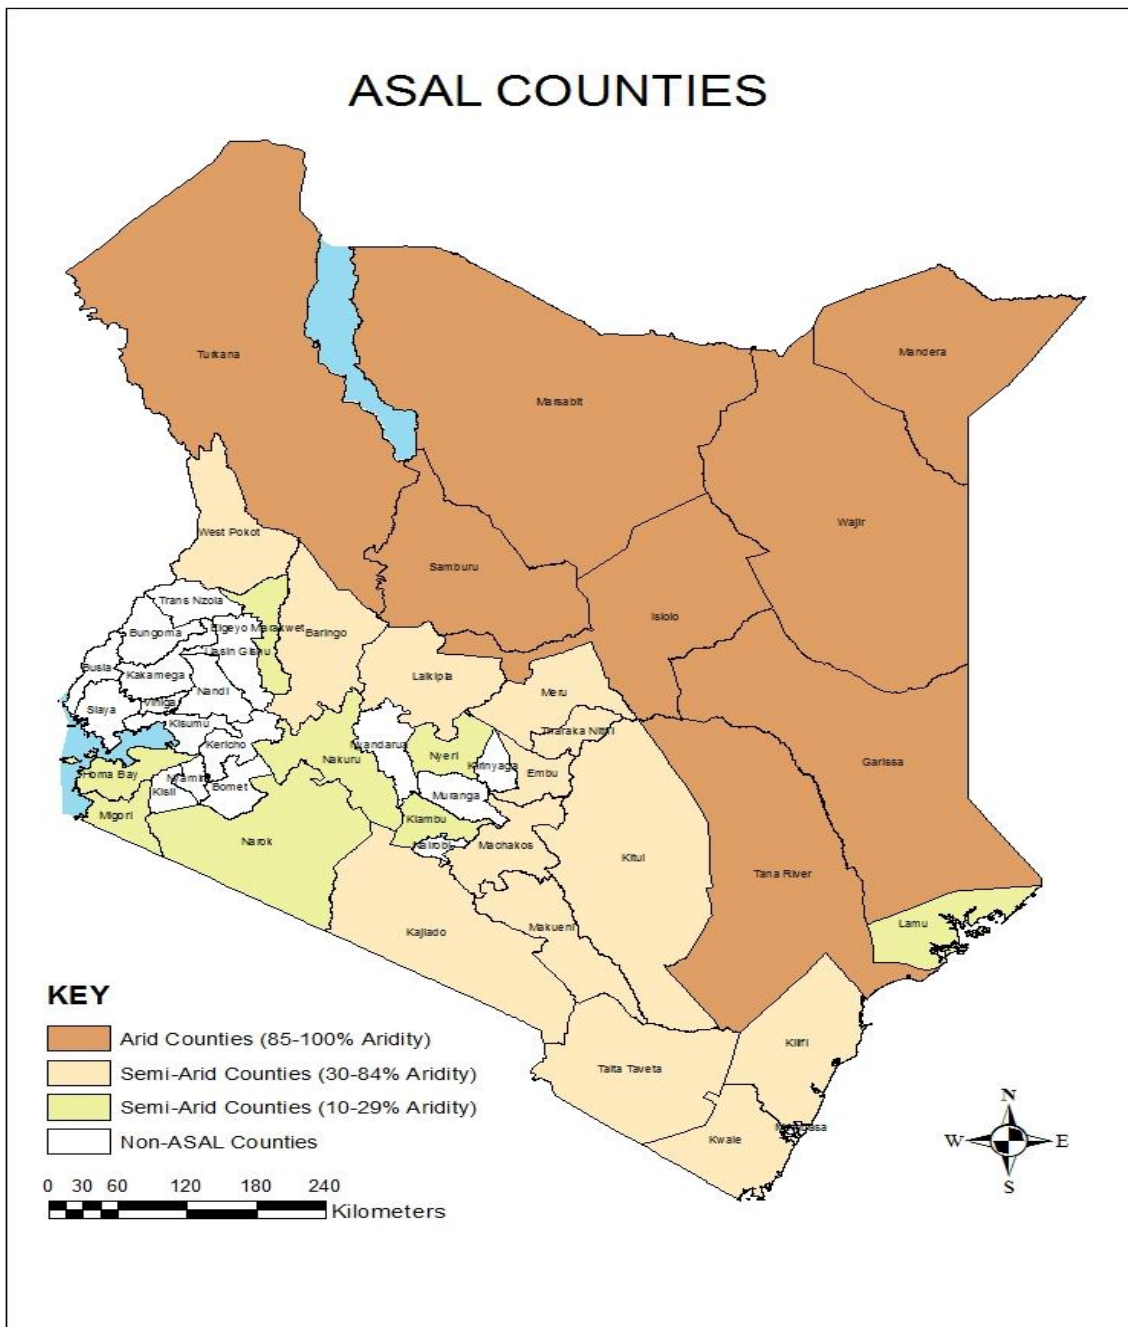 ASAL COUNTIES
Turkana
Mandera
Marsabit
Wajir
West Pokot
Samburu
Isiolo
Trans Nzoia
Elgeyo Marakwet
Bungoma
Baringo
Uasin Gishu
Busia
Kakamega
Laikipia
Nandi
Meru
Vihiga
Siaya
Kisumu
Tharaka Nithi
Kericho
Nyandarua
Nyeri
Nakuru
Kirinyaga
Garissa
Homa Bay
Nyamira
Embu
Kisii
Bomet
Muranga
Migori
Kiambu
Narok
Nairobi
Machakos
Kitui
Tana River
Lamu
Kajiado
Makueni
KEY
Arid Counties (85-100% Aridity)
Kilifi
Semi-Arid Counties (30-84% Aridity)
Taita Taveta
Semi-Arid Counties (10-29% Aridity)
Mombasa
Kwale
Non-ASAL Counties
N
W E
S
0 30 60 120 180 240
Kilometers